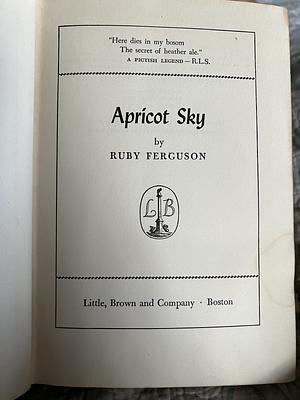 "Here dies in my bosom
The secret of heather ale."
A PICTISH LEGEND—R.L.S.
Apricot Sky
by
RUBY FERGUSON
L B
Little, Brown and Company · Boston